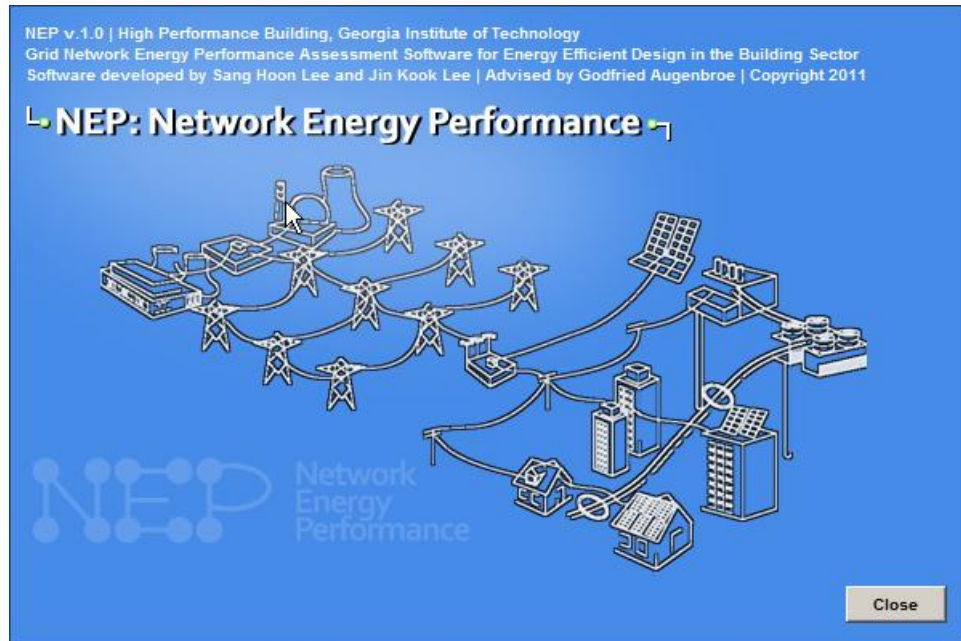 NEP v.1.0 | High Performance Building, Georgia Institute of Technology
Grid Network Energy Performance Assessment Software for Energy Efficient Design in the Building Sector
Software developed by Sang Hoon Lee and Jin Kook Lee | Advised by Godfried Augenbroe | Copyright 2011
NEP: Network Energy Performance
NEP
Network
Energy
Performance
Close